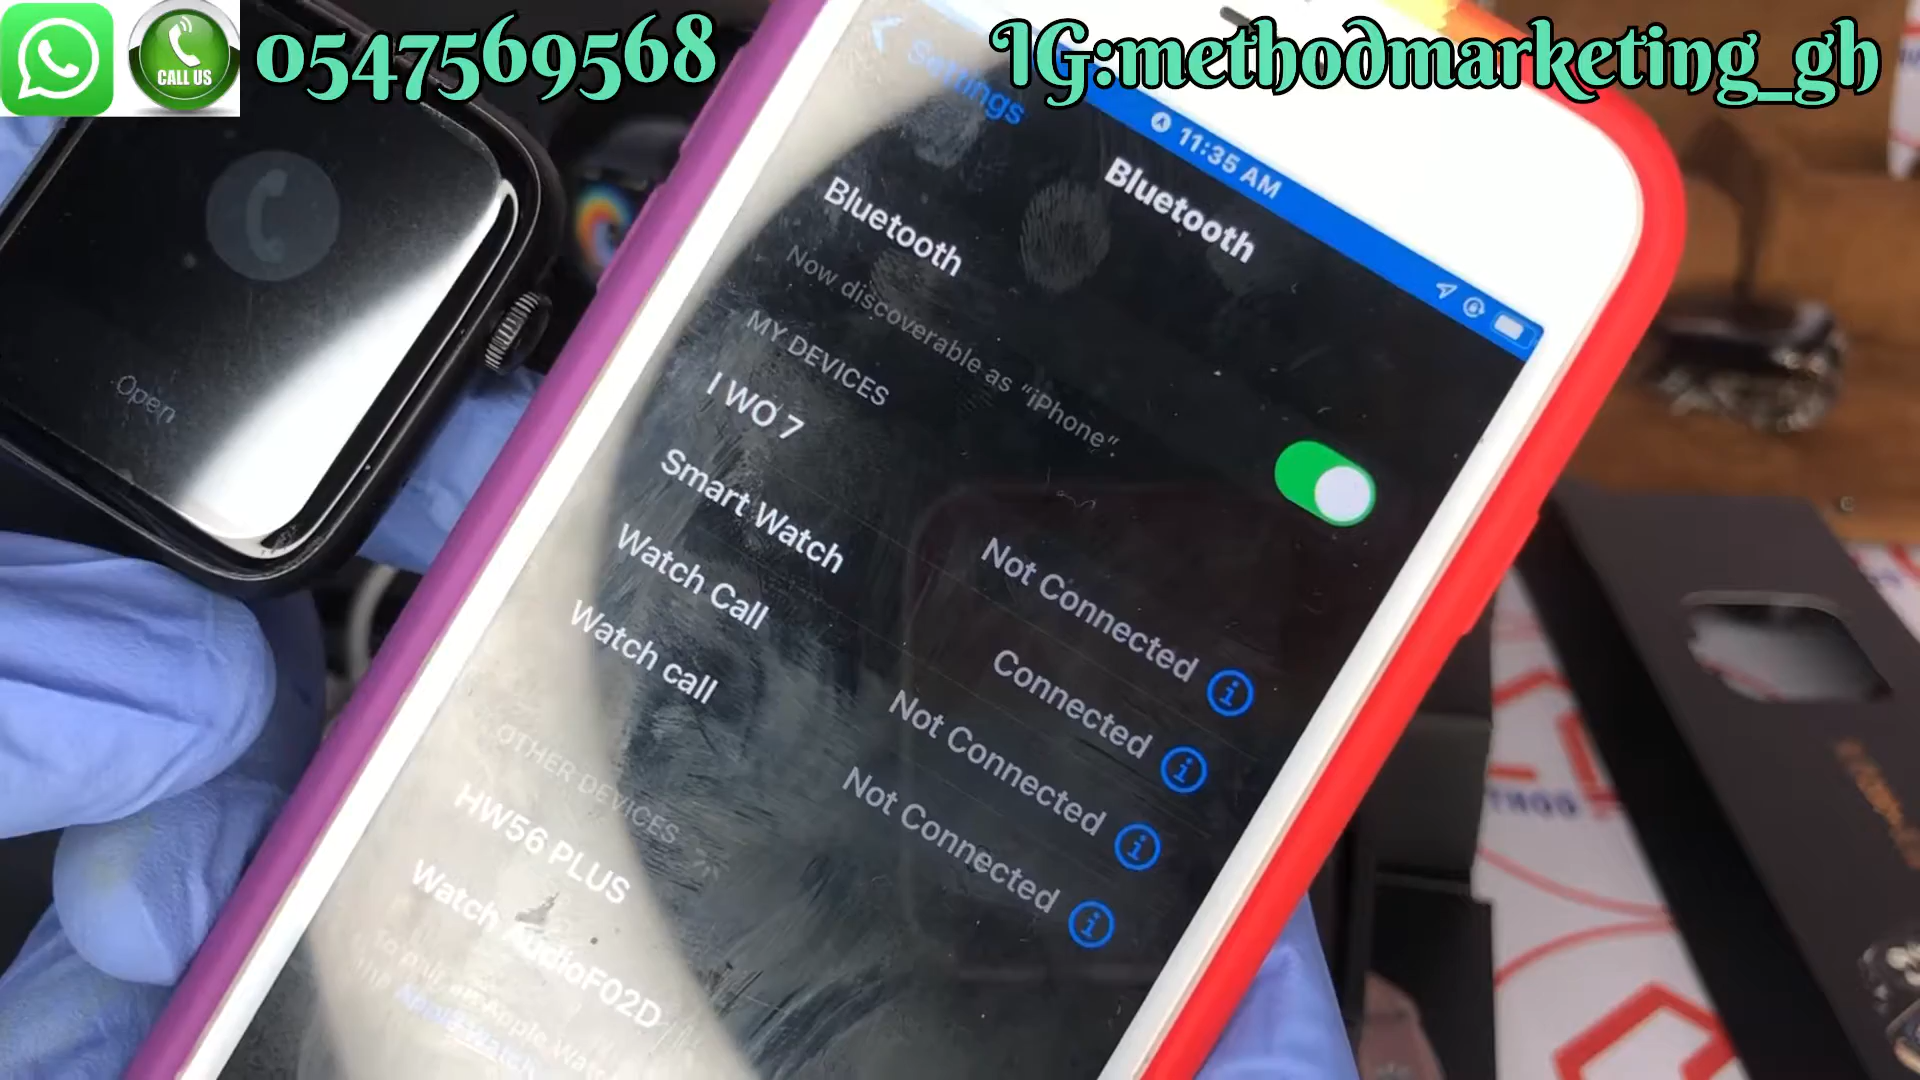 CALL US
0547569568
IG:methodmarketing_gh
Settings
11:35 AM
Bluetooth
Bluetooth
Now discoverable as “iPhone”
MY DEVICES
I WO 7
Not Connected
Smart Watch
Connected
Watch Call
Not Connected
Watch call
Not Connected
OTHER DEVICES
HW56 PLUS
Watch AudioF02D
Open